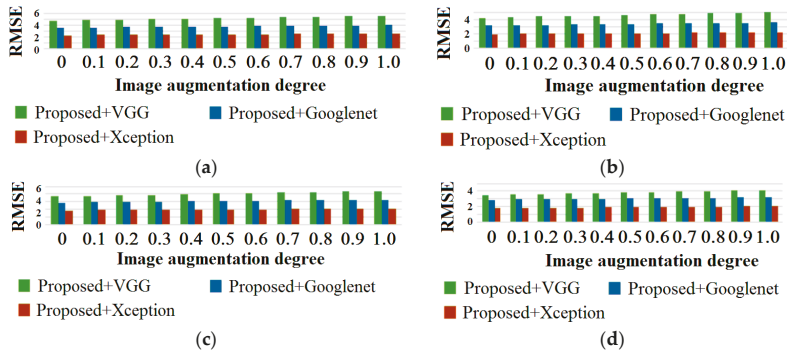 RMSE
6
4
2
0
0 0.1 0.2 0.3 0.4 0.5 0.6 0.7 0.8 0.9 1.0
Image augmentation degree
Proposed+VGG Proposed+Googlenet
Proposed+Xception
(a)
RMSE
4
2
0
0 0.1 0.2 0.3 0.4 0.5 0.6 0.7 0.8 0.9 1.0
Image augmentation degree
Proposed+VGG Proposed+Googlenet
Proposed+Xception
(b)
RMSE
6
4
2
0
0 0.1 0.2 0.3 0.4 0.5 0.6 0.7 0.8 0.9 1.0
Image augmentation degree
Proposed+VGG Proposed+Googlenet
Proposed+Xception
(c)
RMSE
4
2
0
0 0.1 0.2 0.3 0.4 0.5 0.6 0.7 0.8 0.9 1.0
Image augmentation degree
Proposed+VGG Proposed+Googlenet
Proposed+Xception
(d)